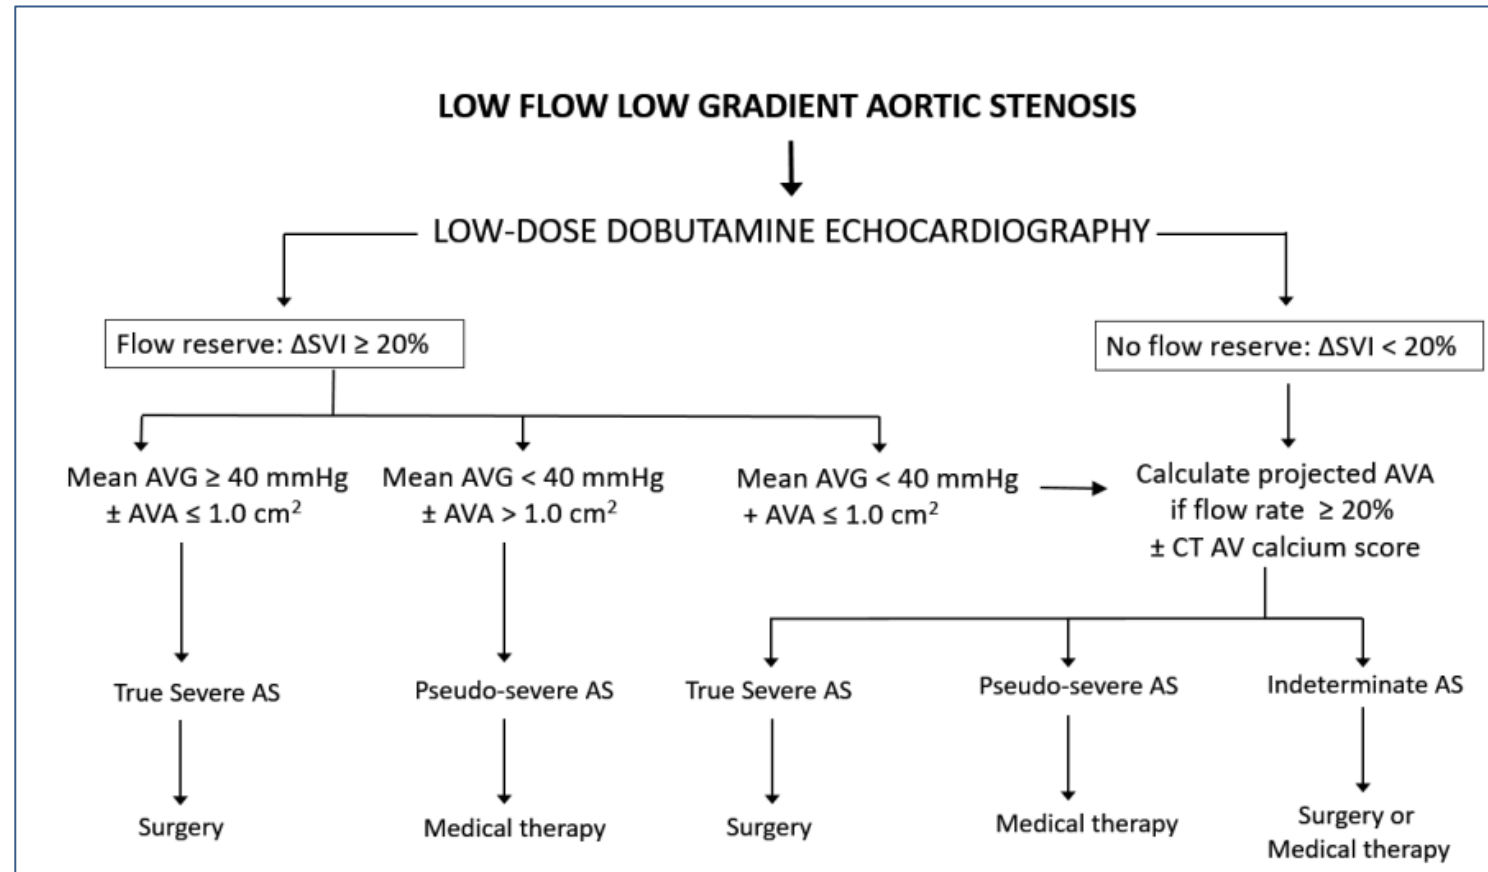 LOW FLOW LOW GRADIENT AORTIC STENOSIS
LOW-DOSE DOBUTAMINE ECHOCARDIOGRAPHY
Flow reserve: ΔSVI ≥ 20%
No flow reserve: ΔSVI < 20%
Mean AVG ≥ 40 mmHg
± AVA ≤ 1.0 cm²
Mean AVG < 40 mmHg
± AVA > 1.0 cm²
Mean AVG < 40 mmHg
+ AVA ≤ 1.0 cm²
Calculate projected AVA
if flow rate ≥ 20%
± CT AV calcium score
True Severe AS
Pseudo-severe AS
True Severe AS
Pseudo-severe AS
Indeterminate AS
Surgery
Medical therapy
Surgery
Medical therapy
Surgery or
Medical therapy